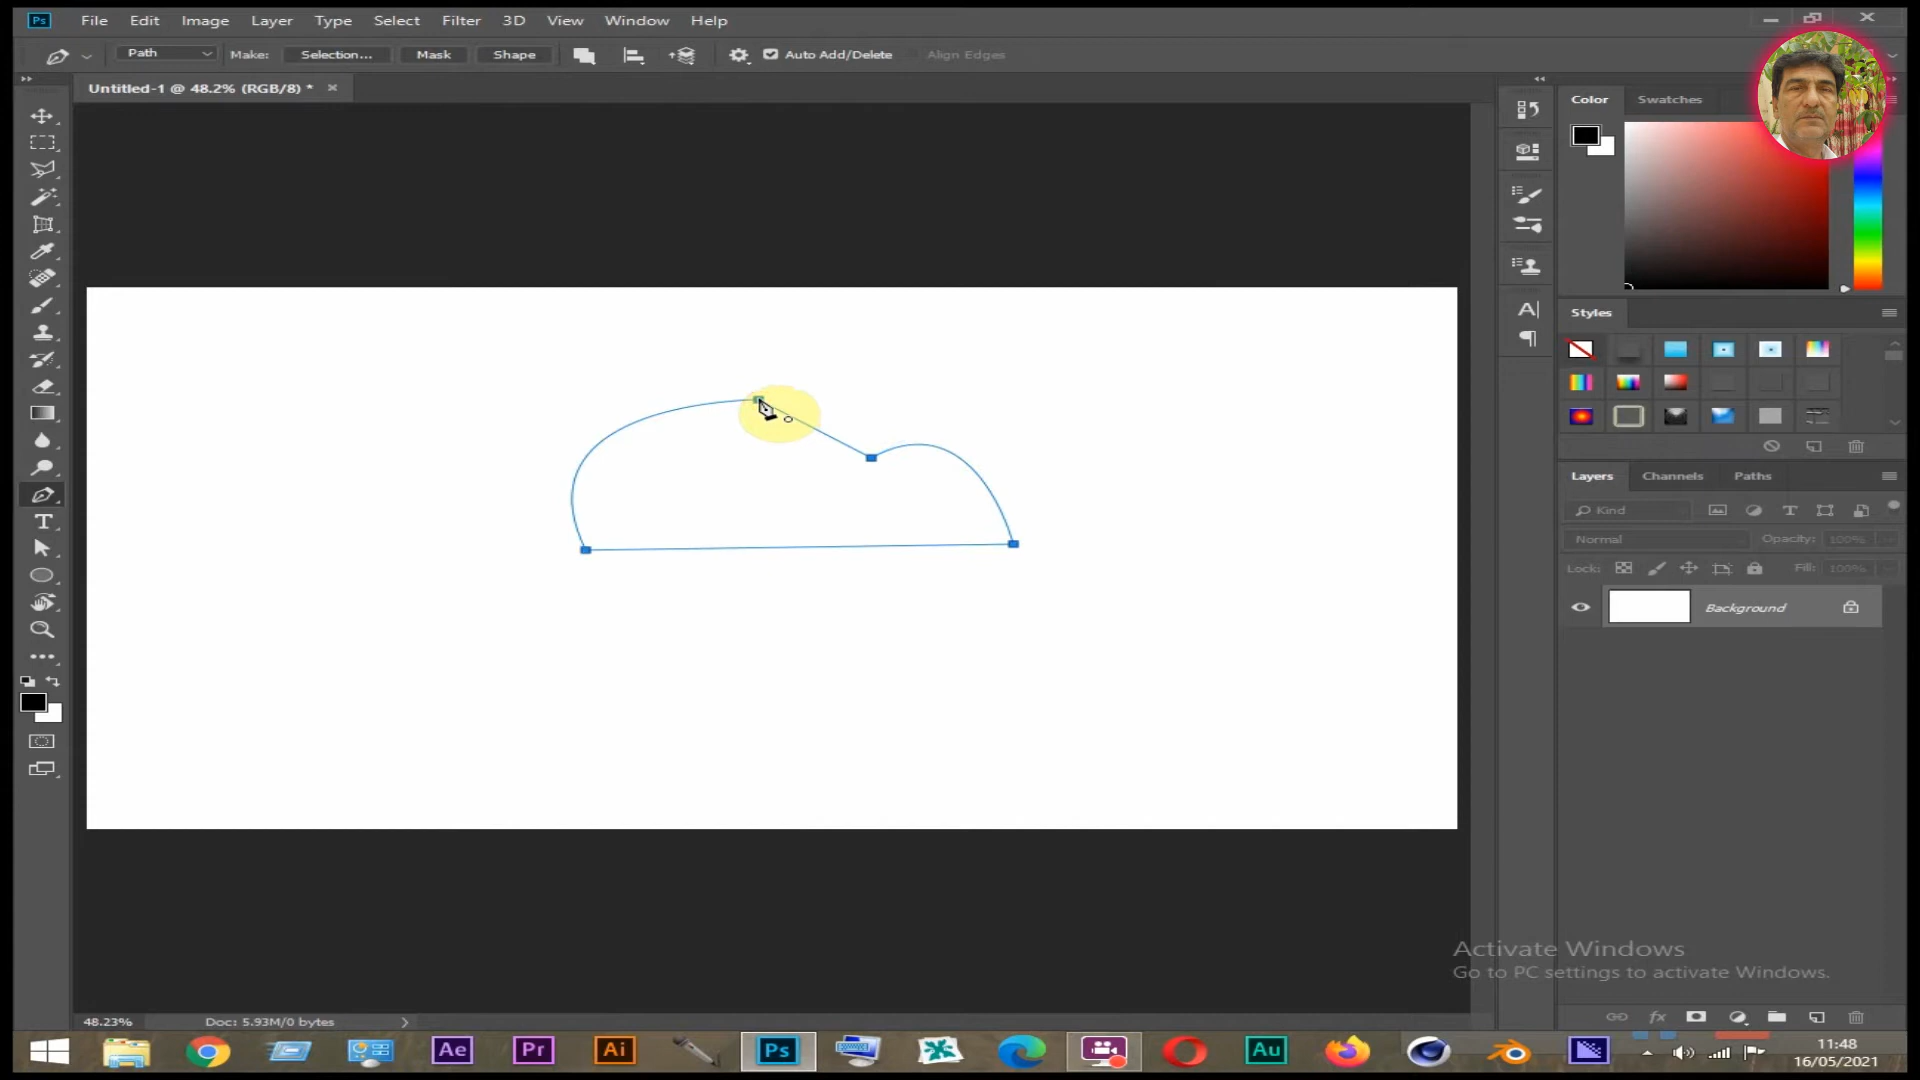 Ps File Edit Image Layer Type Select Filter 3D View Window Help
Path Make: Selection... Mask Shape Auto Add/Delete Align Edges
Untitled-1 @ 48.2% (RGB/8) *
Color Swatches
Styles
Layers Channels Paths
Kind
Normal Opacity: 100%
Lock: Fill: 100%
Background
Activate Windows
Go to PC settings to activate Windows.
48.23% Doc: 5.93M/0 bytes
Ae Pr Ai Ps Au
11:48
16/05/2021